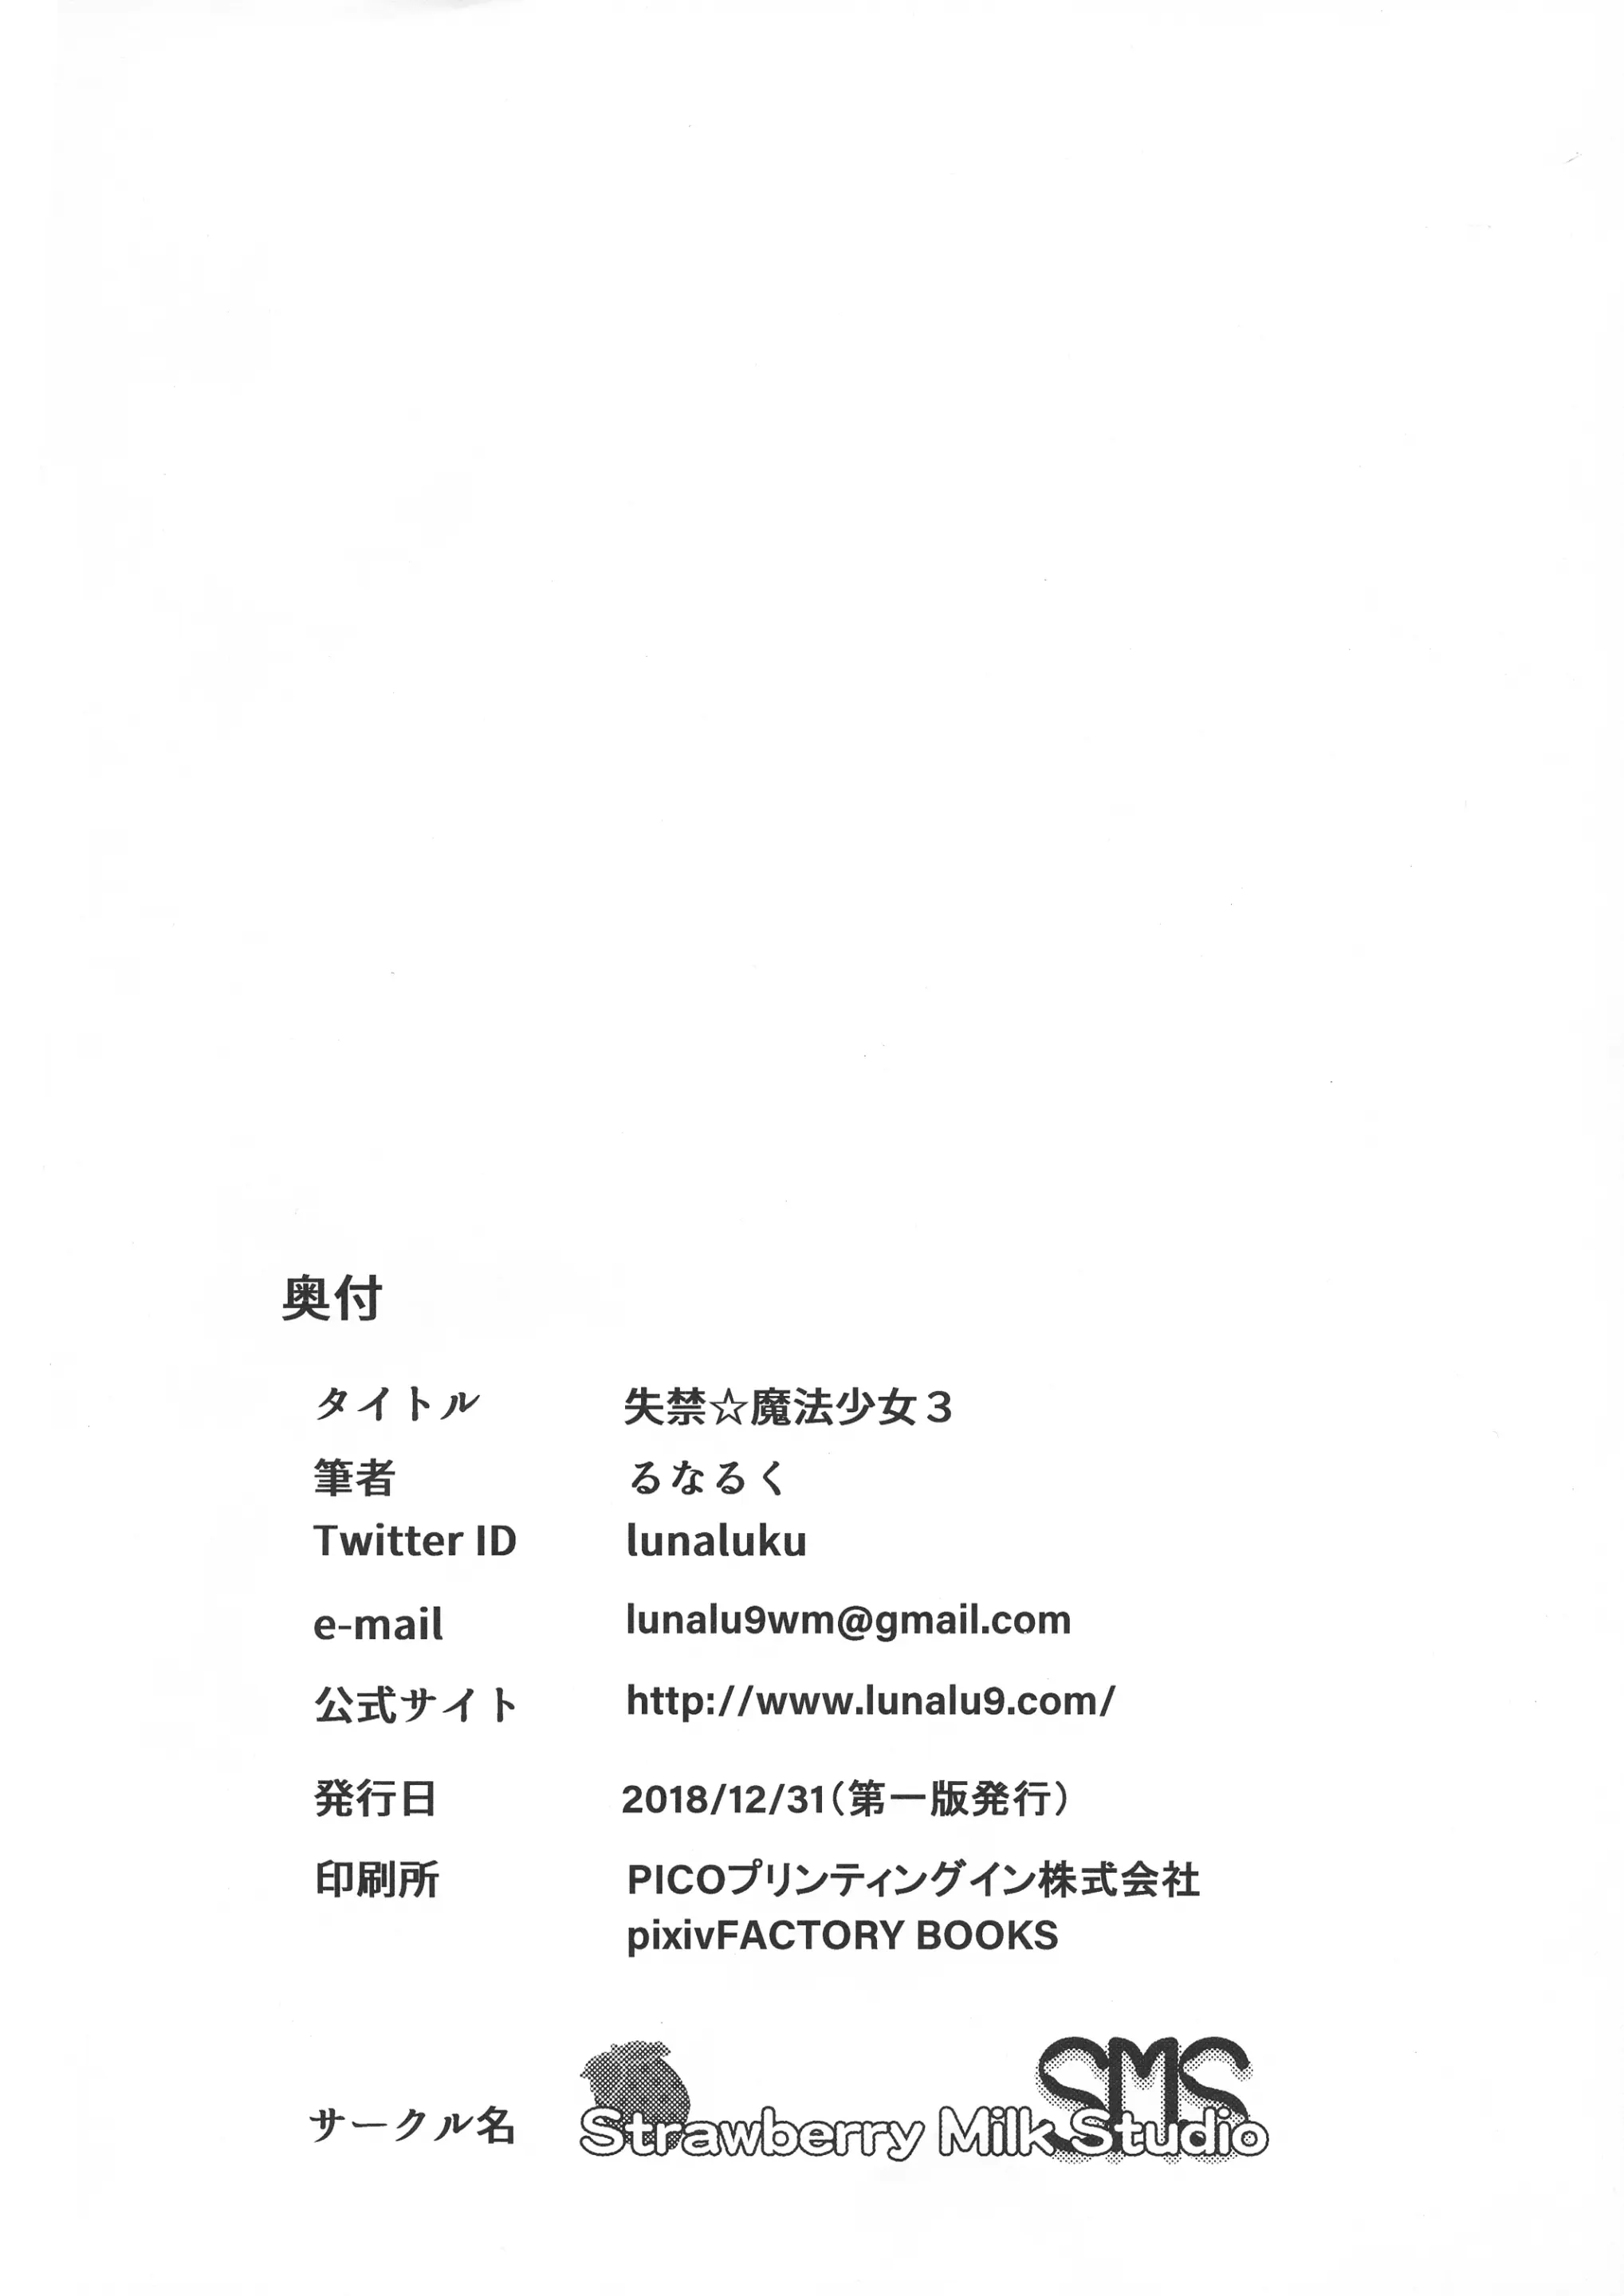 奥付
タイトル 失禁☆魔法少女３
筆者 るなるく
Twitter ID lunaluku
e-mail lunalu9wm@gmail.com
公式サイト http://www.lunalu9.com/
発行日 2018/12/31（第一版発行）
印刷所 PICOプリンティングイン株式会社
pixivFACTORY BOOKS
SMS
サークル名 Strawberry Milk Studio